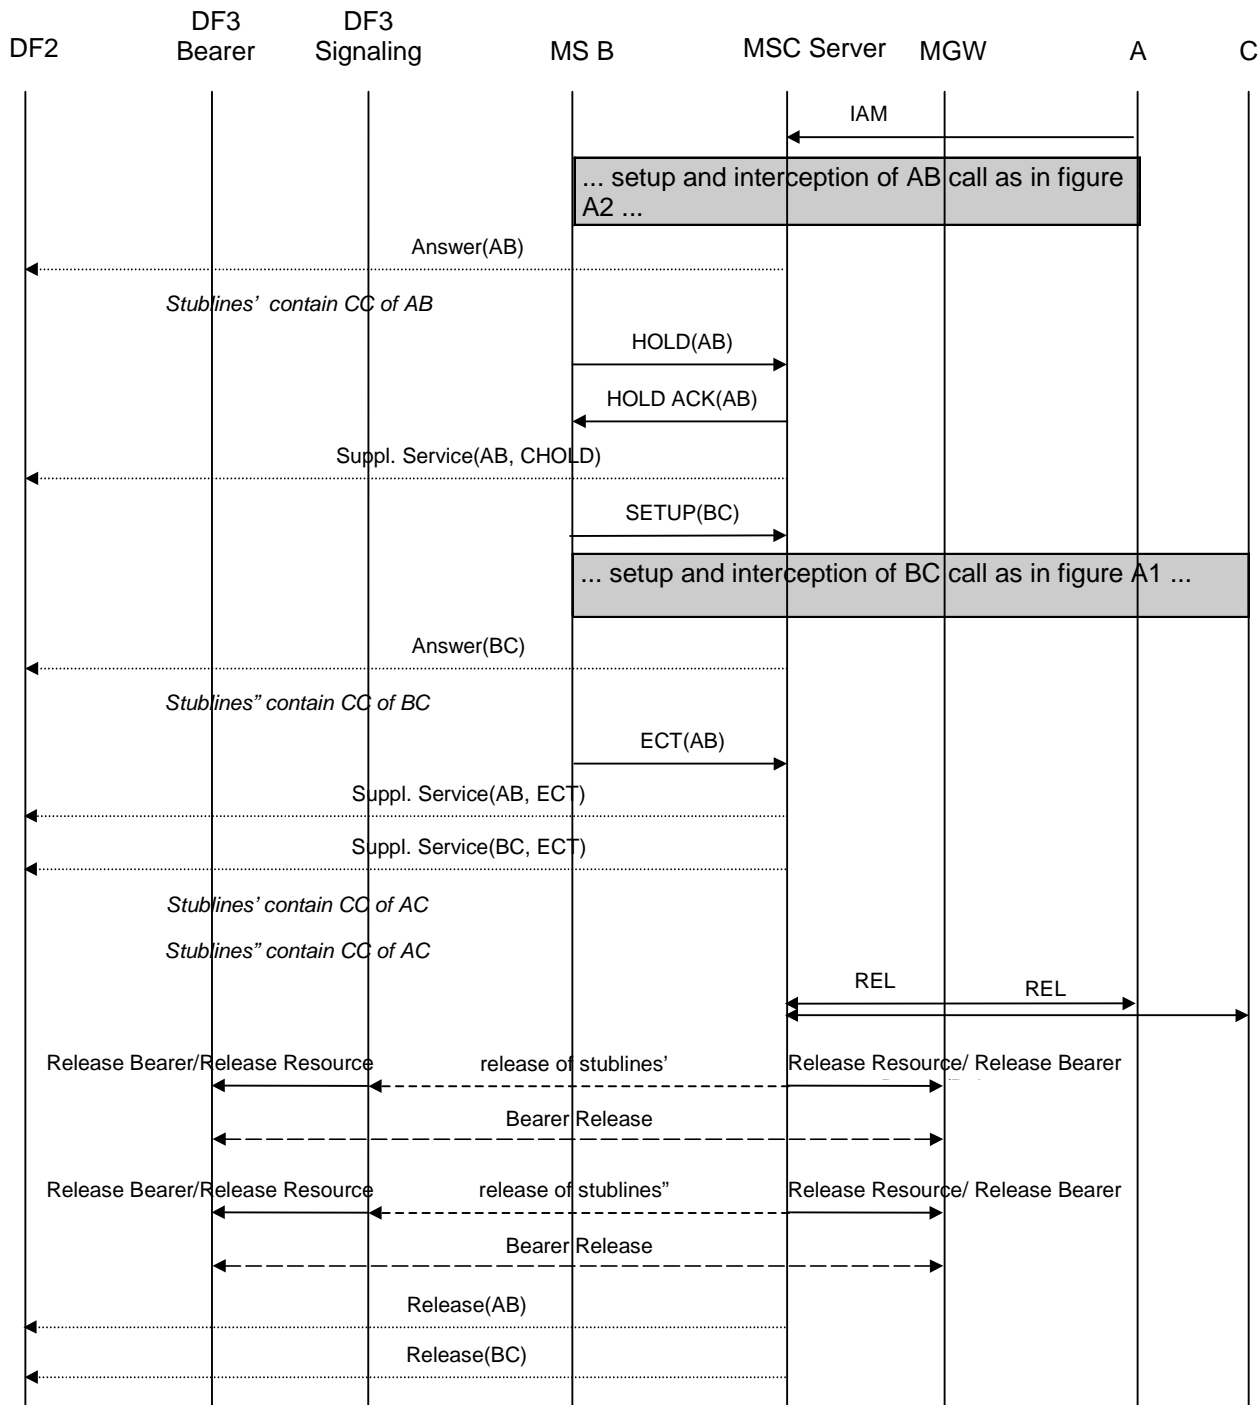 DF2
DF3
Bearer
DF3
Signaling
MS B
MSC Server
MGW
A
C
IAM
... setup and interception of AB call as in figure
A2 ...
Answer(AB)
Stublines’ contain CC of AB
HOLD(AB)
HOLD ACK(AB)
Suppl. Service(AB, CHOLD)
SETUP(BC)
... setup and interception of BC call as in figure A1 ...
Answer(BC)
Stublines” contain CC of BC
ECT(AB)
Suppl. Service(AB, ECT)
Suppl. Service(BC, ECT)
Stublines’ contain CC of AC
Stublines” contain CC of AC
REL
REL
Release Bearer/Release Resource
release of stublines’
Release Resource/ Release Bearer
Bearer Release
Release Bearer/Release Resource
release of stublines”
Release Resource/ Release Bearer
Bearer Release
Release(AB)
Release(BC)